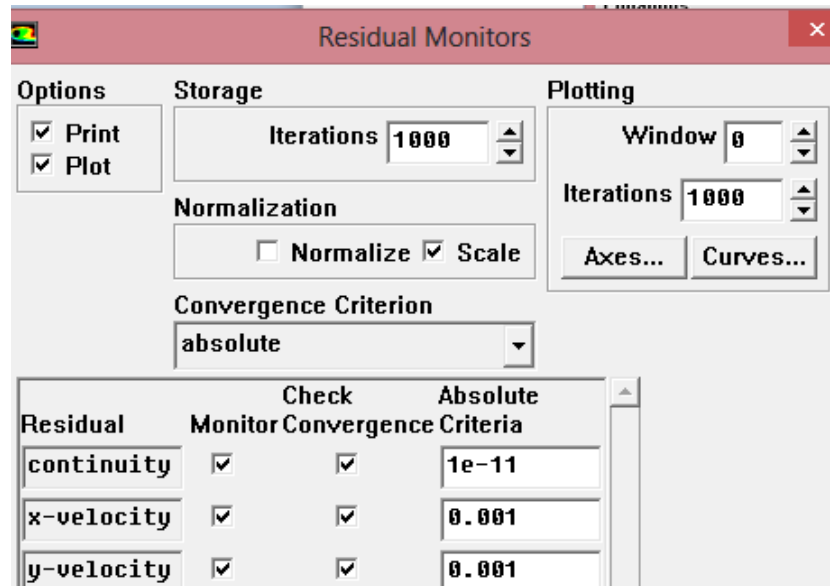 Residual Monitors
Options
Print
Plot
Storage
Iterations 1000
Normalization
Normalize Scale
Convergence Criterion
absolute
Plotting
Window 0
Iterations 1000
Axes... Curves...
Residual Monitor Check Convergence Absolute Criteria
continuity 1e-11
x-velocity 0.001
y-velocity 0.001